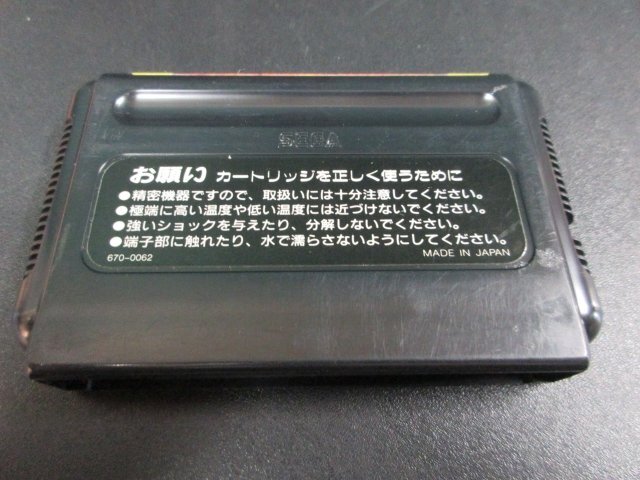 SEGA
お願い カートリッジを正しく使うために
●精密機器ですので、取扱いには十分注意してください。
●極端に高い温度や低い温度には近づけないでください。
●強いショックを与えたり、分解しないでください。
●端子部に触れたり、水で濡らさないようにしてください。
670-0062 MADE IN JAPAN